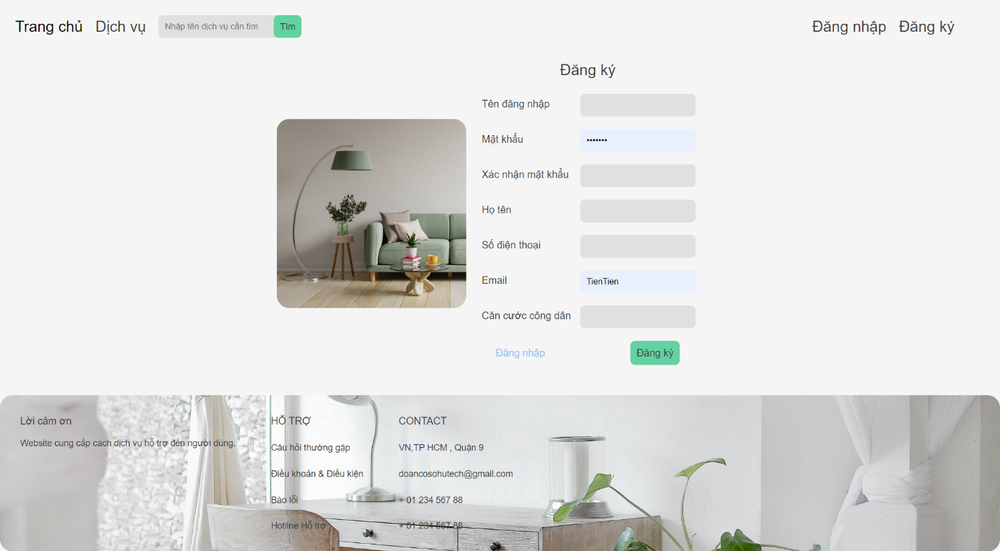 Trang chủ Dịch vụ Nhập tên dịch vụ cần tìm Tìm Đăng nhập Đăng ký
Đăng ký
Tên đăng nhập
Mật khẩu •••••••
Xác nhận mật khẩu
Họ tên
Số điện thoại
Email TienTien
Căn cước công dân
Đăng nhập Đăng ký
Lời cảm ơn
Website cung cấp cách dịch vụ hỗ trợ đến người dùng.
HỖ TRỢ
Câu hỏi thường gặp
Điều khoản & Điều kiện
Báo lỗi
Hotline Hỗ trợ
CONTACT
VN,TP HCM , Quận 9
doancosohutech@gmail.com
+ 01 234 567 88
+ 01 234 567 88